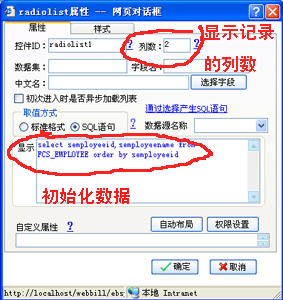 radiolist属性 -- 网页对话框
属性 样式
控件ID： radiolist1 ? 列数： 2 ?
显示记录的列数
数据集： 字段名：
中文名： 选择字段
初次进入时是否异步加载列表
取值方式 通过选择产生SQL语句
标准格式 SQL语句 ? 数据源名称
显示 select semployeeid,semployeename from
FCS_EMPLOYEE order by semployeeid
初始化数据
自定义属性 ? 自动布局 权限设置
确定 取消
http://localhost/webbill/ebs 本地 Intranet